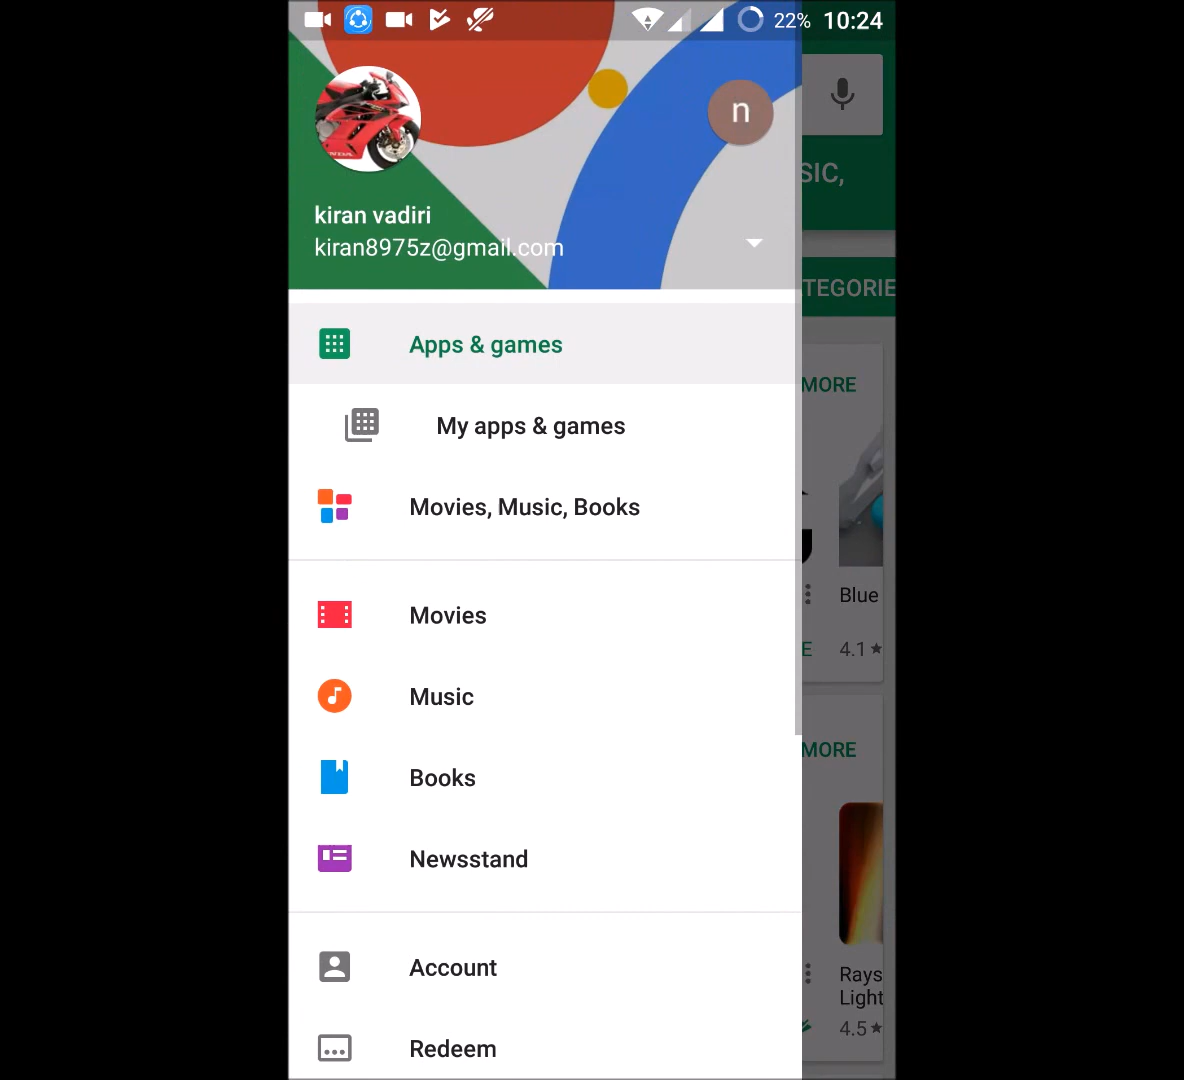 22% 10:24
n
SIC,
kiran vadiri
kiran8975z@gmail.com
TEGORIE
Apps & games
MORE
My apps & games
Movies, Music, Books
Blue
Movies
E 4.1
Music
MORE
Books
Newsstand
Account
Rays
Light
4.5
Redeem